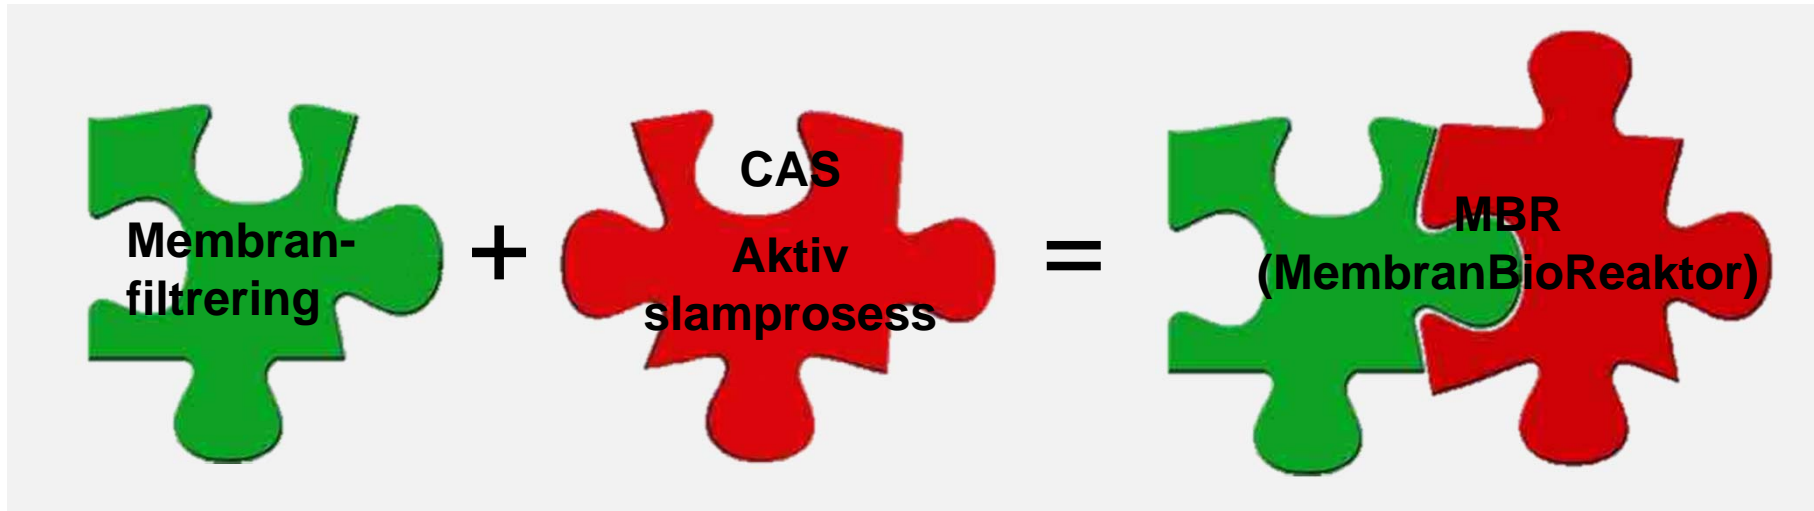 Membran-
filtrering
+
CAS
Aktiv
slamprosess
=
MBR
(MembranBioReaktor)